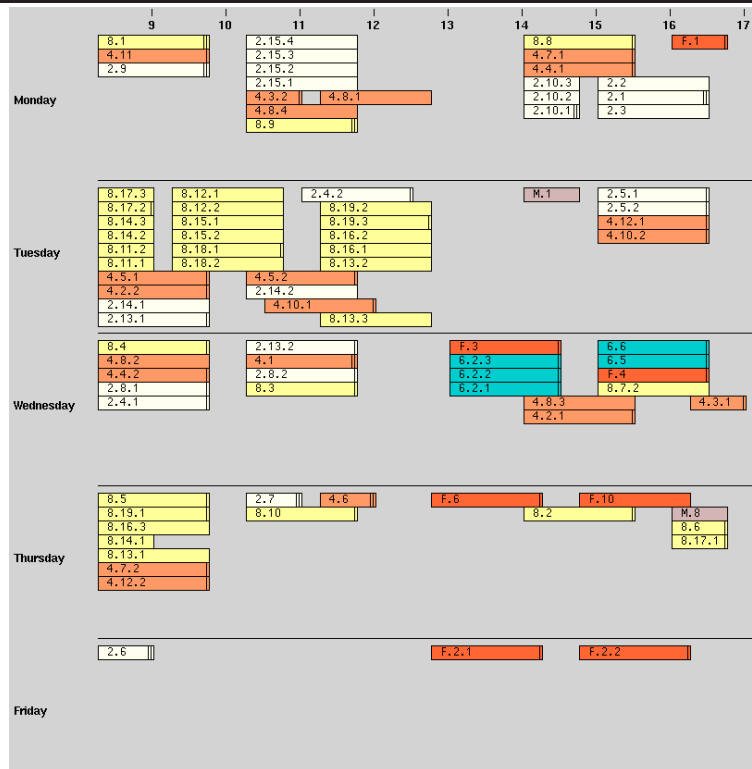 9 10 11 12 13 14 15 16 17
8.1 2.15.4 8.8 F.1
4.11 2.15.3 4.7.1
2.9 2.15.2 4.4.1
2.15.1 2.10.3 2.2
Monday 4.3.2 4.8.1 2.10.2 2.1
4.8.4 2.10.1 2.3
8.9
8.17.3 8.12.1 2.4.2 M.1 2.5.1
8.17.2 8.12.2 8.19.2 2.5.2
8.14.3 8.15.1 8.19.3 4.12.1
8.14.2 8.15.2 8.16.2 4.10.2
Tuesday 8.11.2 8.18.1 8.16.1
8.11.1 8.18.2 8.13.2
4.5.1 4.5.2
4.2.2 2.14.2
2.14.1 4.10.1
2.13.1 8.13.3
8.4 2.13.2 F.3 6.6
4.8.2 4.1 6.2.3 6.5
4.4.2 2.8.2 6.2.2 F.4
2.8.1 8.3 6.2.1 8.7.2
Wednesday 2.4.1 4.8.3 4.3.1
4.2.1
8.5 2.7 4.6 F.6 F.10
8.19.1 8.10 8.2 M.8
8.16.3 8.6
8.14.1 8.17.1
Thursday 8.13.1
4.7.2
4.12.2
2.6 F.2.1 F.2.2
Friday